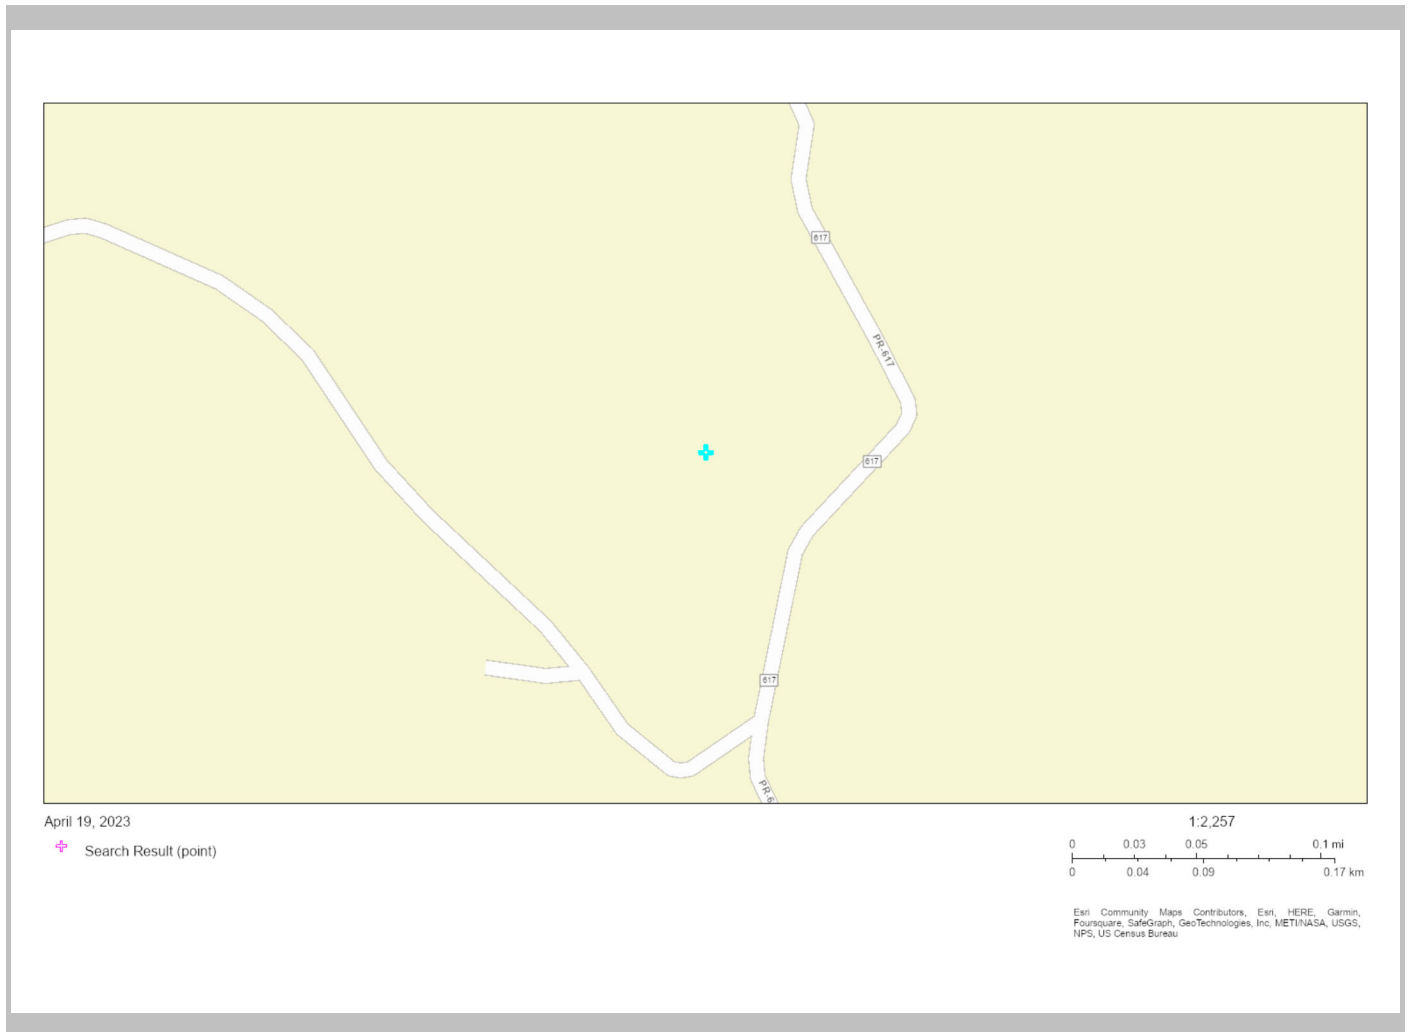 617
PR-617
617
617
PR-6
April 19, 2023
Search Result (point)
1:2,257
0 0.03 0.05 0.1 mi
0 0.04 0.09 0.17 km
Esri Community Maps Contributors, Esri, HERE, Garmin,
Foursquare, SafeGraph, GeoTechnologies, Inc, METI/NASA, USGS,
NPS, US Census Bureau